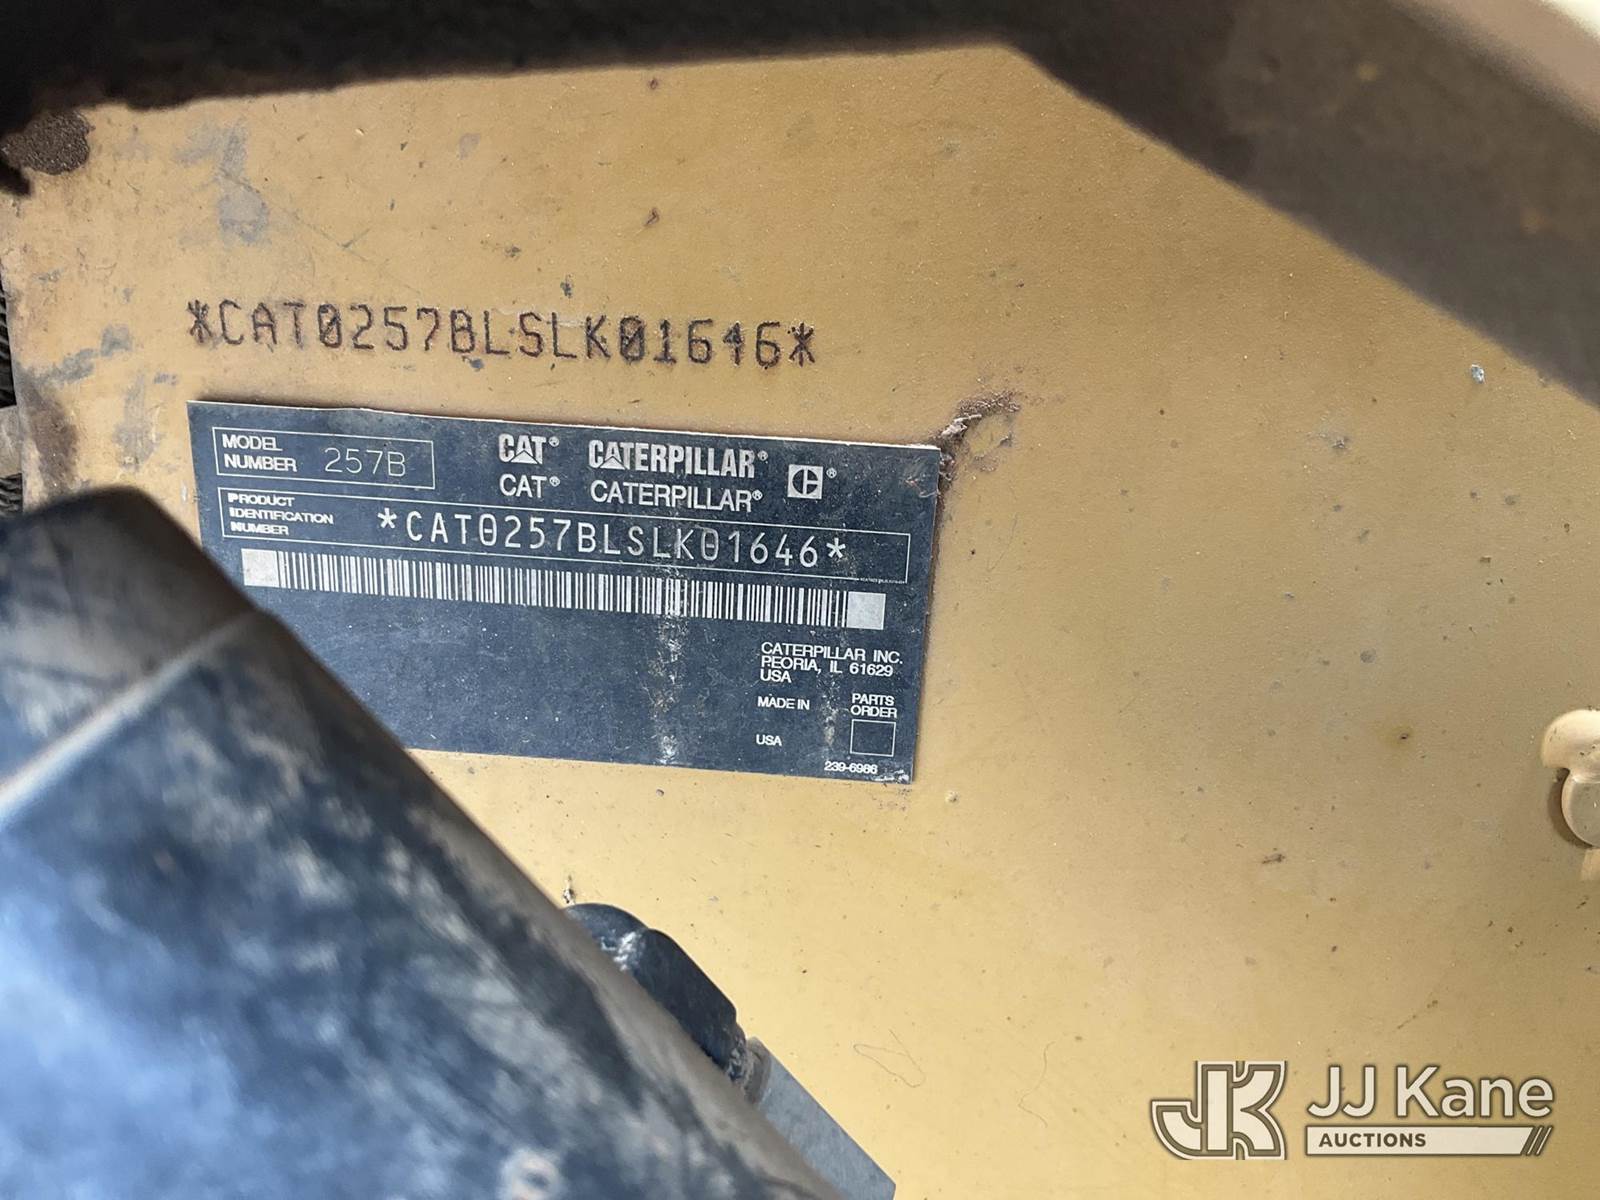 *CAT0257BLSLK01646*
MODEL NUMBER 257B
CAT® CATERPILLAR® C®
CAT® CATERPILLAR®
PRODUCT IDENTIFICATION NUMBER *CAT0257BLSLK01646*
CATERPILLAR INC.
PEORIA, IL 61629
USA
MADE IN
USA
PARTS ORDER
239-6986
JK JJ Kane
AUCTIONS